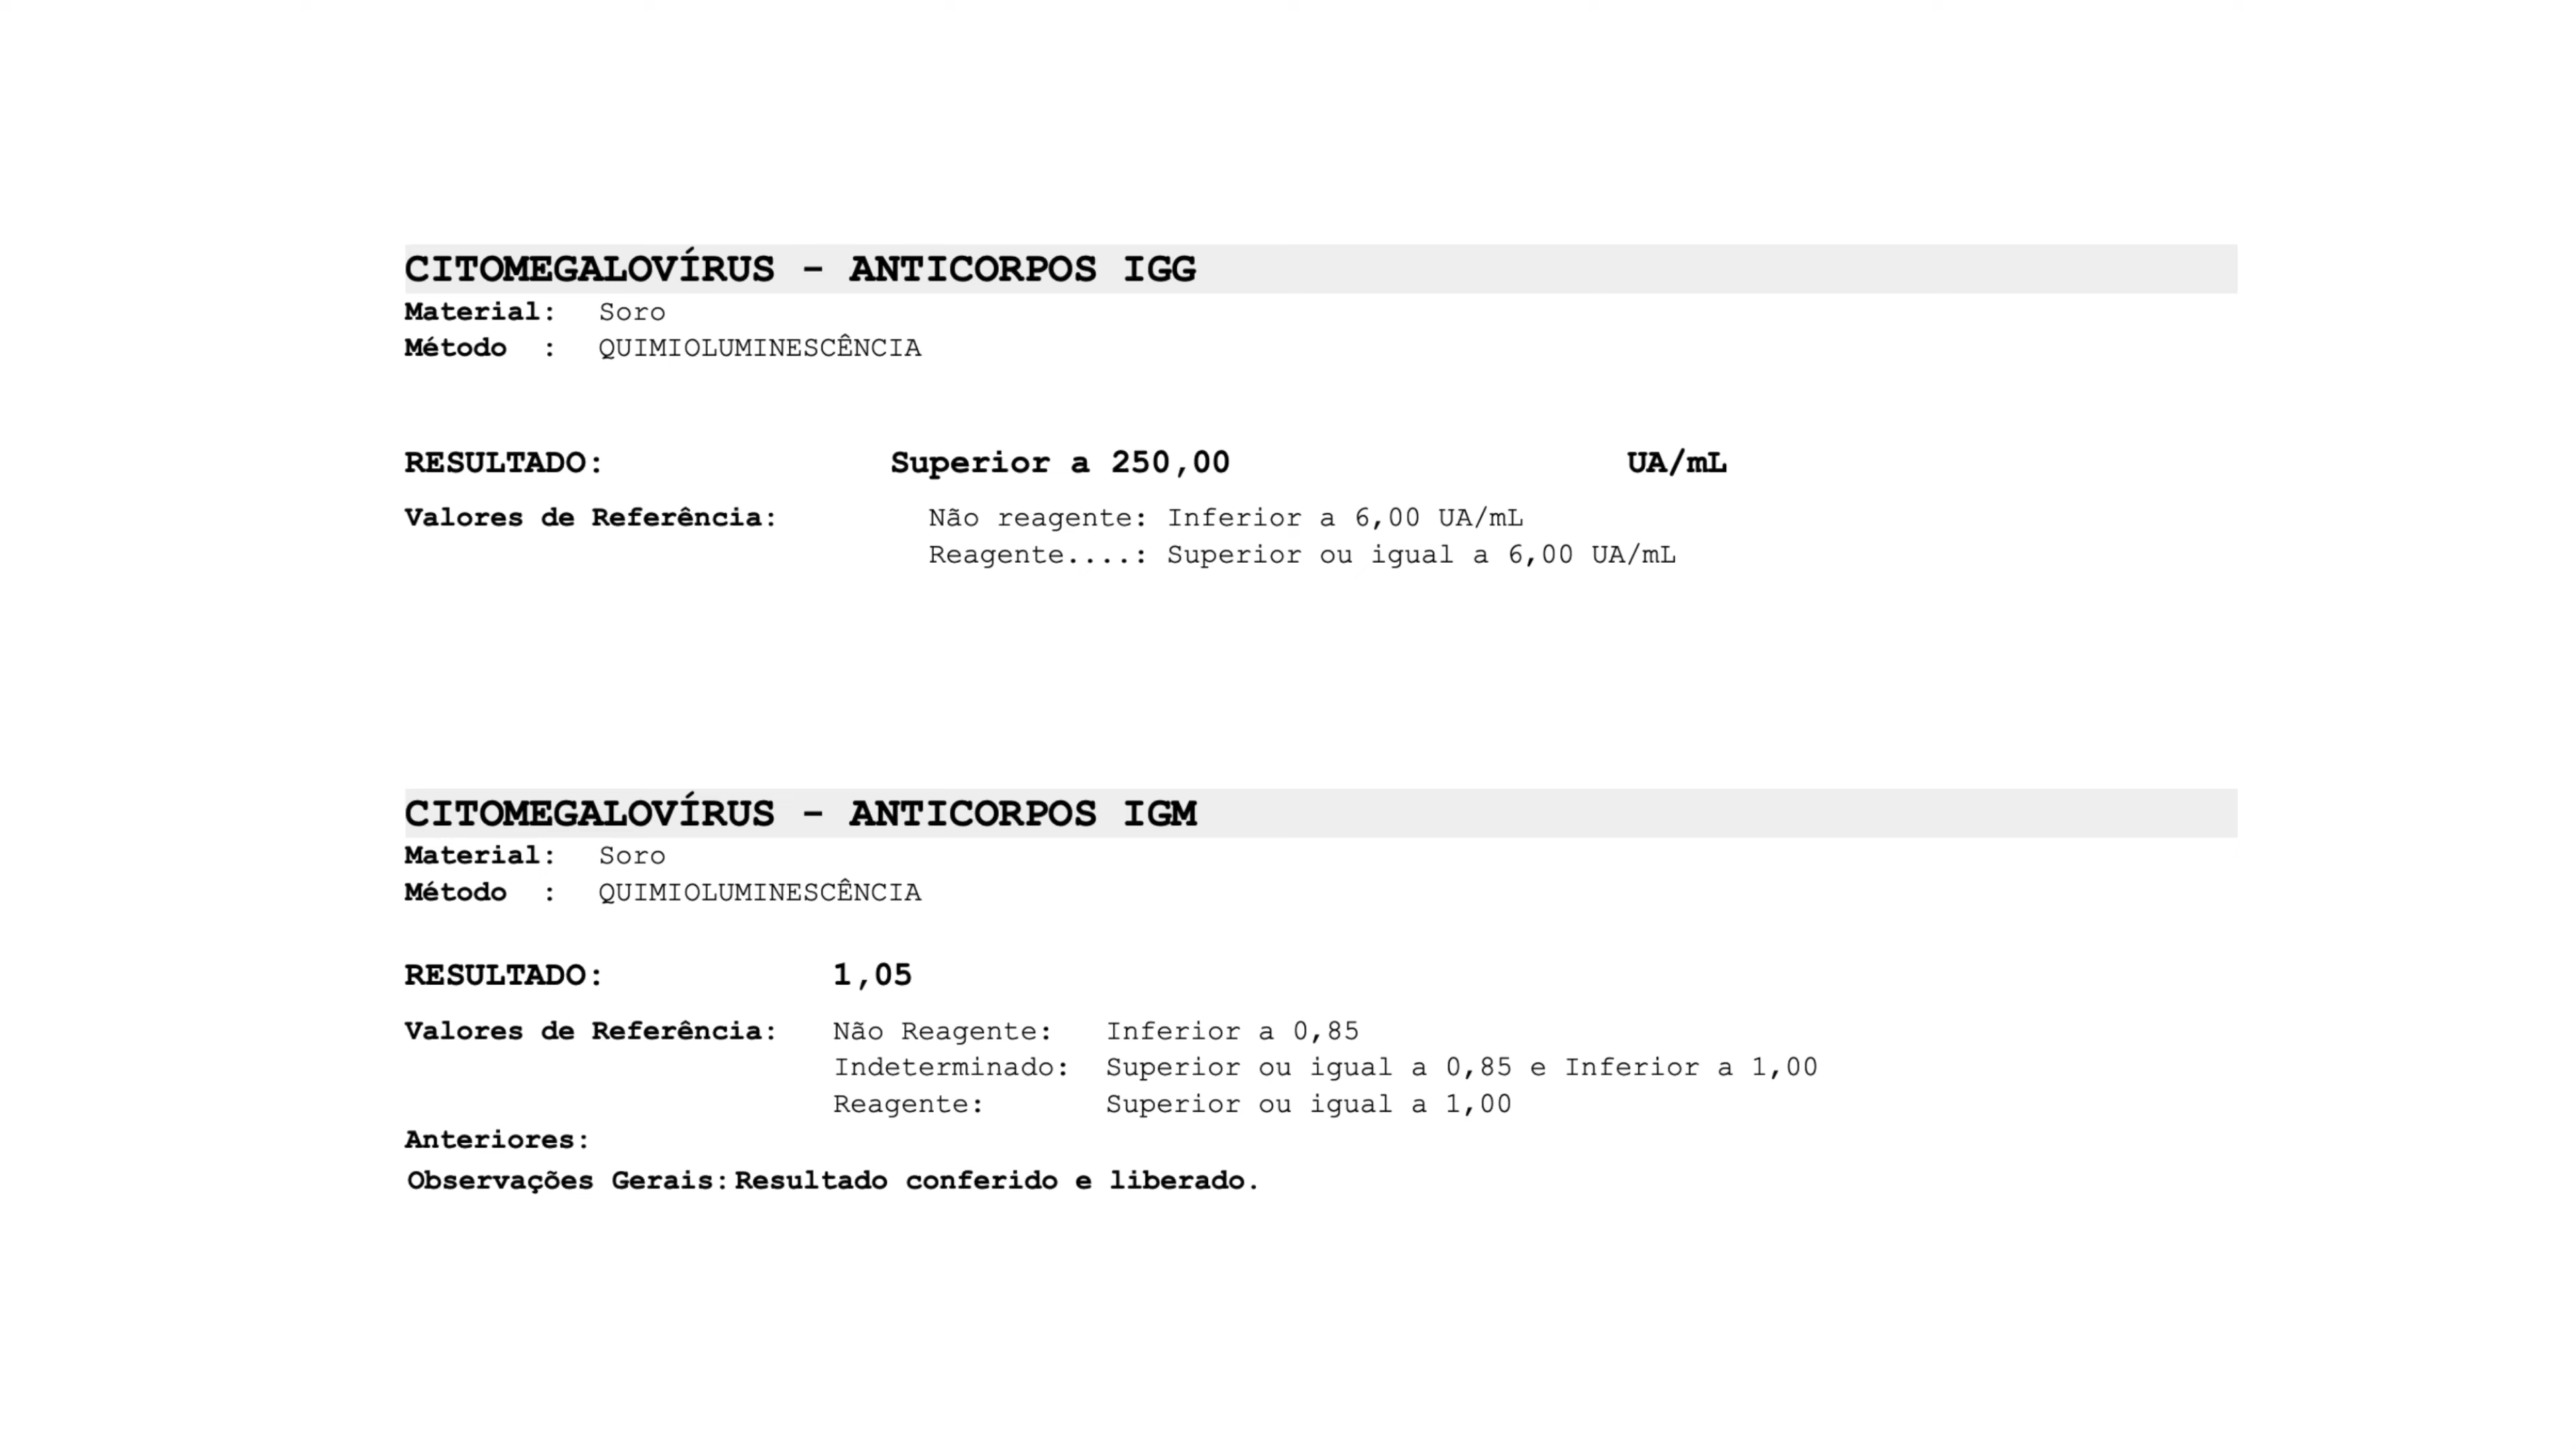 CITOMEGALOVÍRUS - ANTICORPOS IGG
Material: Soro
Método : QUIMIOLUMINESCÊNCIA
RESULTADO: Superior a 250,00 UA/mL
Valores de Referência: Não reagente: Inferior a 6,00 UA/mL
Reagente....: Superior ou igual a 6,00 UA/mL
CITOMEGALOVÍRUS - ANTICORPOS IGM
Material: Soro
Método : QUIMIOLUMINESCÊNCIA
RESULTADO: 1,05
Valores de Referência: Não Reagente: Inferior a 0,85
Indeterminado: Superior ou igual a 0,85 e Inferior a 1,00
Reagente: Superior ou igual a 1,00
Anteriores:
Observações Gerais: Resultado conferido e liberado.